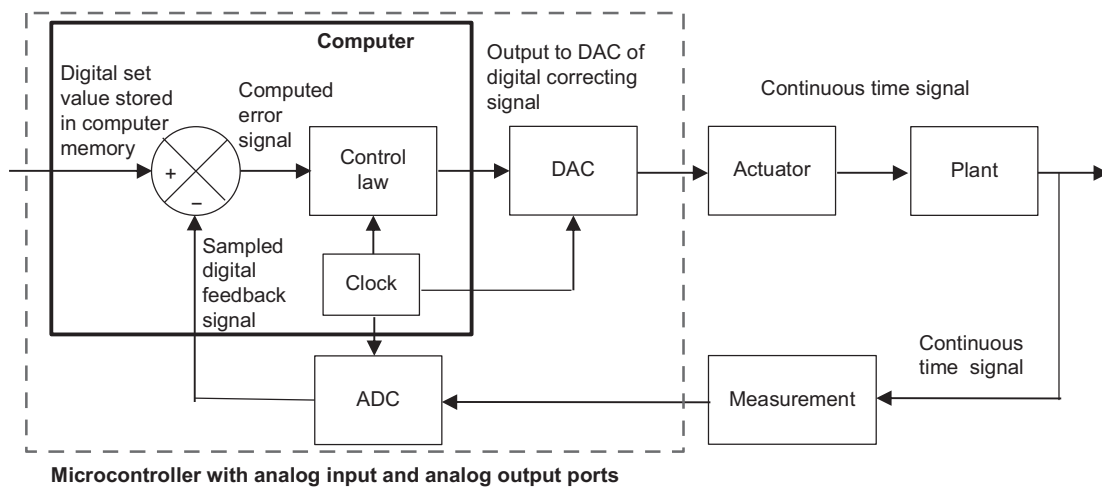 Computer
Digital set
value stored
in computer
memory
Computed
error
signal
Output to DAC of
digital correcting
signal
Continuous time signal
+
−
Control
law
DAC
Actuator
Plant
Sampled
digital
feedback
signal
Clock
ADC
Measurement
Continuous
time signal
Microcontroller with analog input and analog output ports